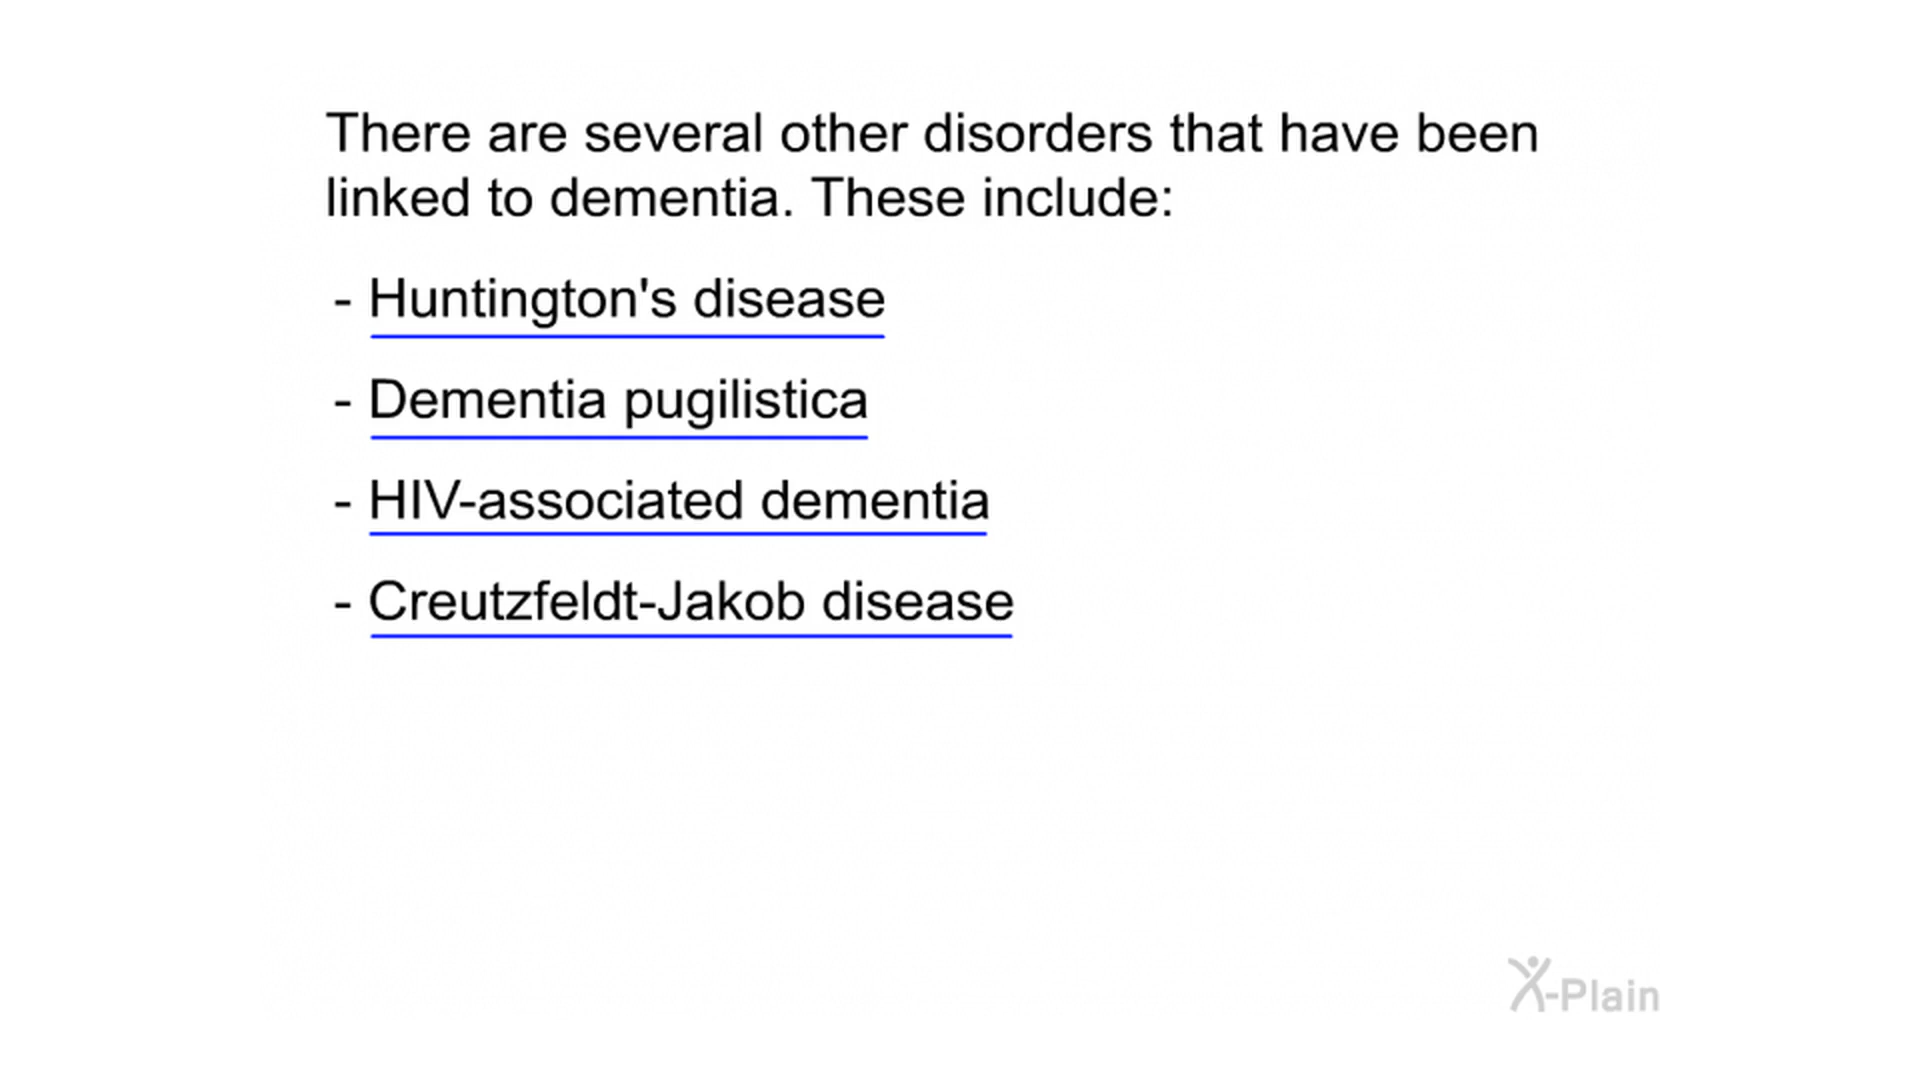 There are several other disorders that have been
linked to dementia. These include:
- Huntington's disease
- Dementia pugilistica
- HIV-associated dementia
- Creutzfeldt-Jakob disease
X-Plain